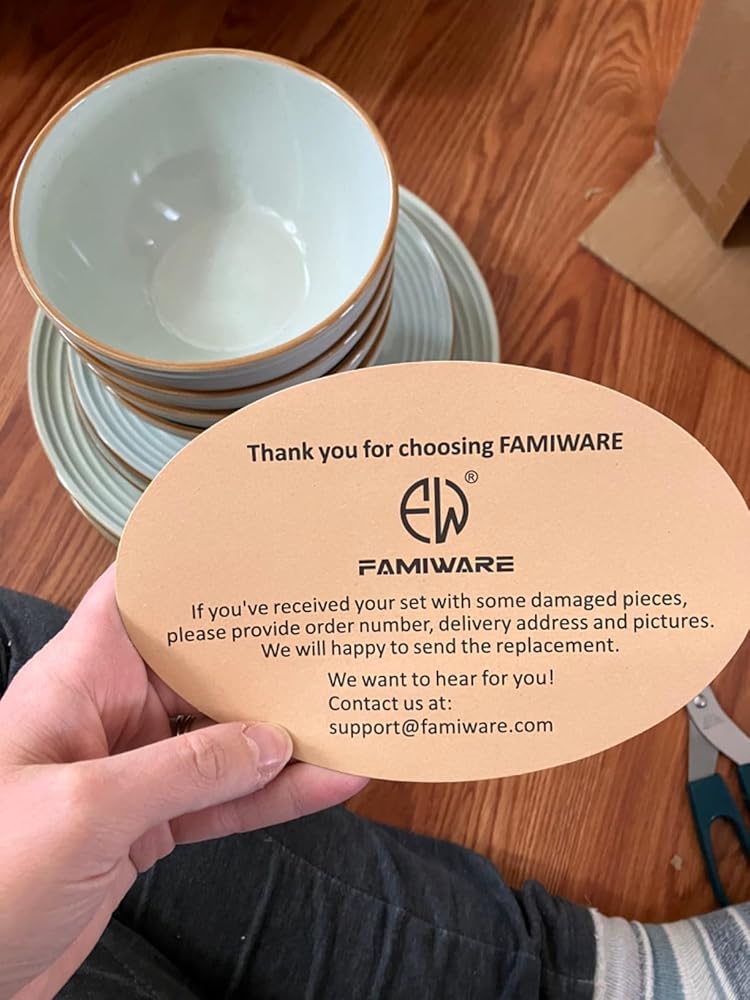 Thank you for choosing FAMIWARE
EW®
FAMIWARE
If you've received your set with some damaged pieces,
please provide order number, delivery address and pictures.
We will happy to send the replacement.
We want to hear for you!
Contact us at:
support@famiware.com